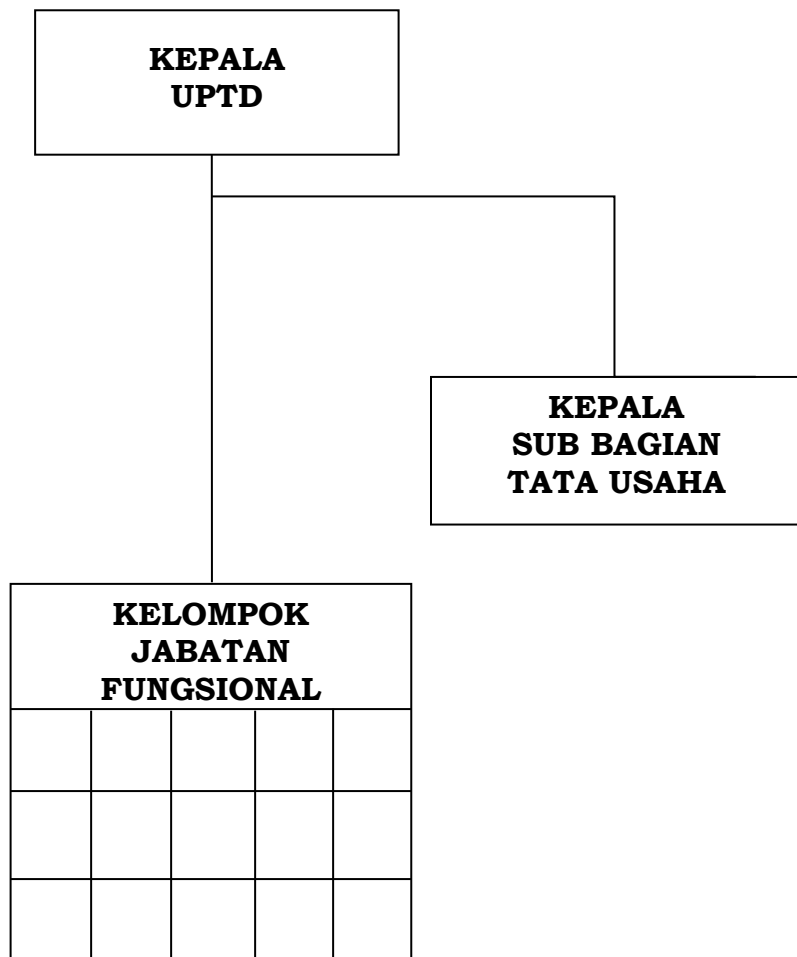 KEPALA
UPTD
KEPALA
SUB BAGIAN
TATA USAHA
KELOMPOK
JABATAN
FUNGSIONAL